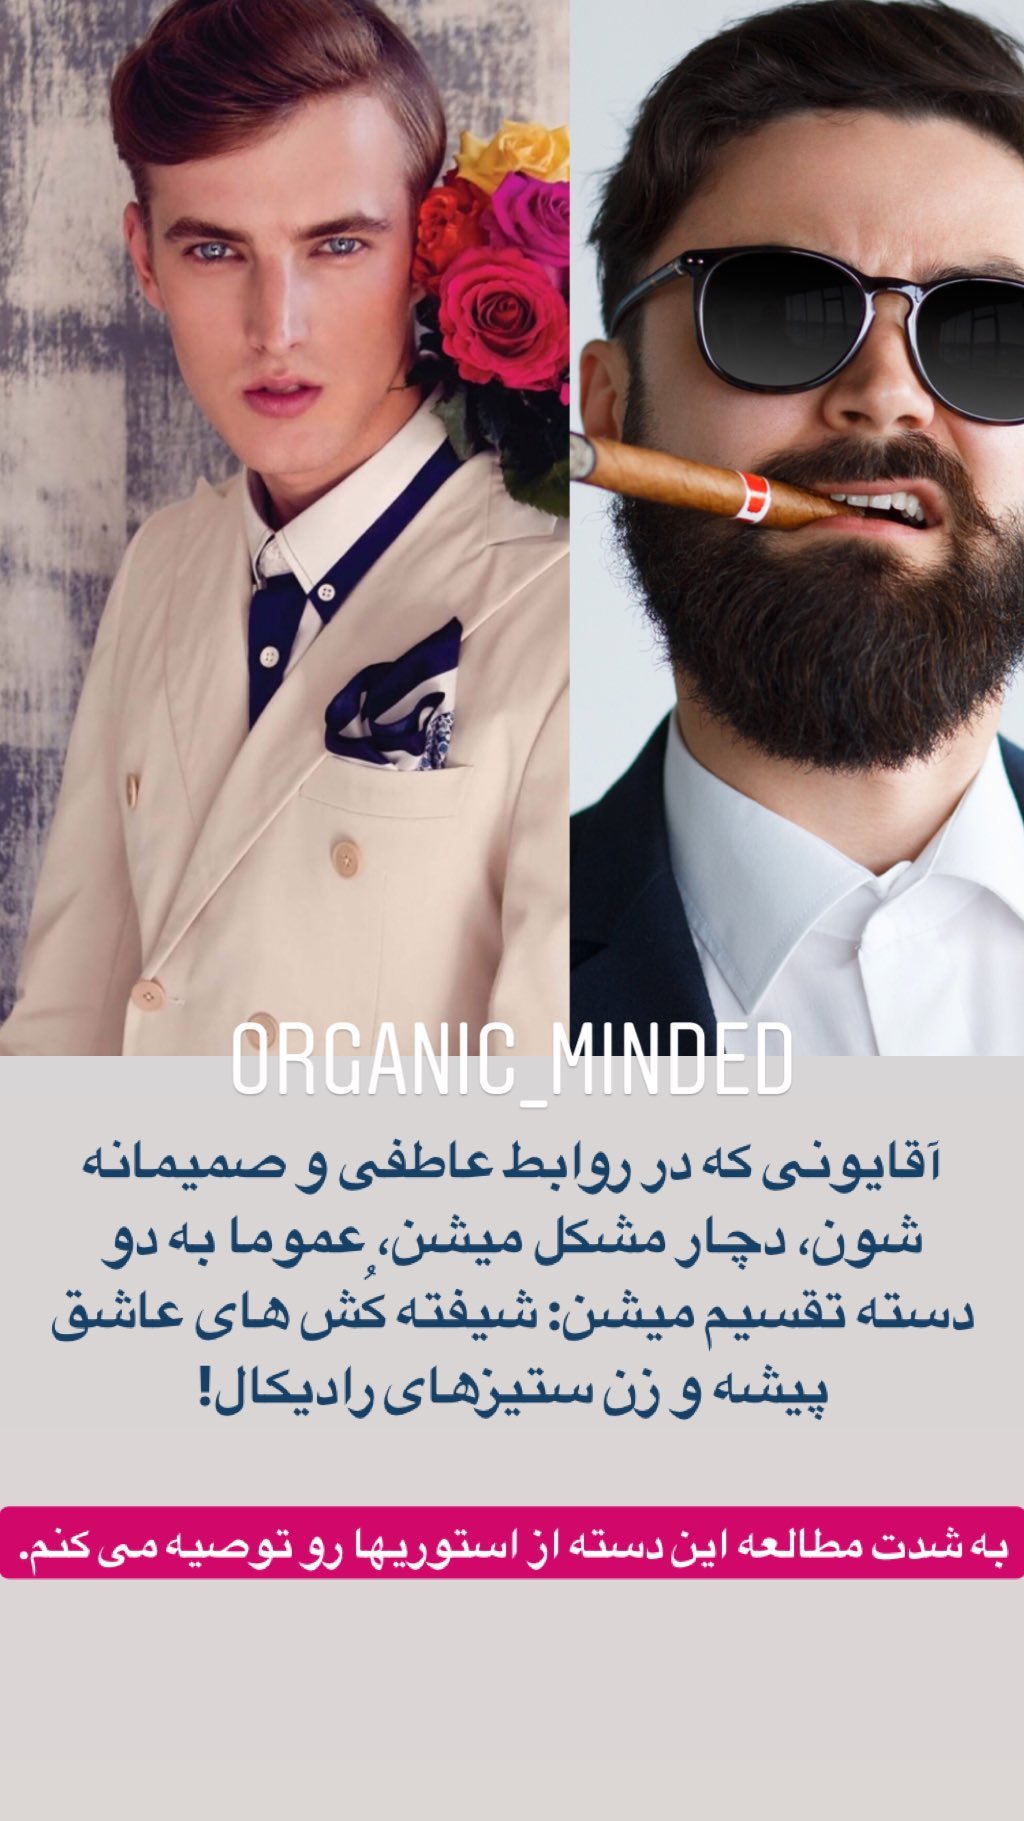 ORGANIC_MINDED
آقایونی که در روابط عاطفی و صمیمانه
شون، دچار مشکل میشن، عموما به دو
دسته تقسیم میشن: شیفته کُش های عاشق
پیشه و زن ستیزهای رادیکال!
به شدت مطالعه این دسته از استوریها رو توصیه می کنم.